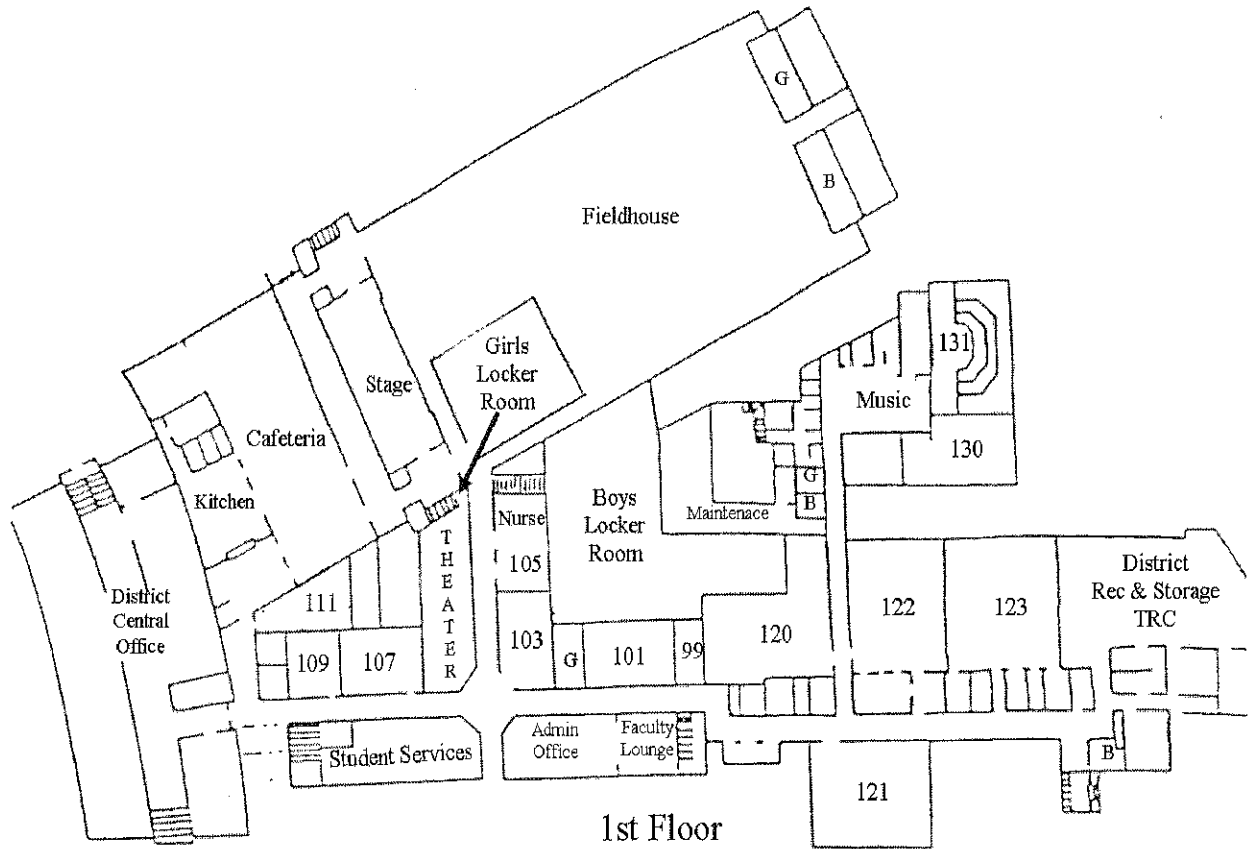 G
B
Fieldhouse
Girls
Locker
Room
Stage
131
Music
Cafeteria
130
Kitchen
G
B
Maintenace
Nurse
Boys
Locker
Room
THEATER
105
District
Central
Office
111
District
Rec & Storage
TRC
122
123
120
109
107
103
G
101
99
Student Services
Admin
Office
Faculty
Lounge
B
121
1st Floor